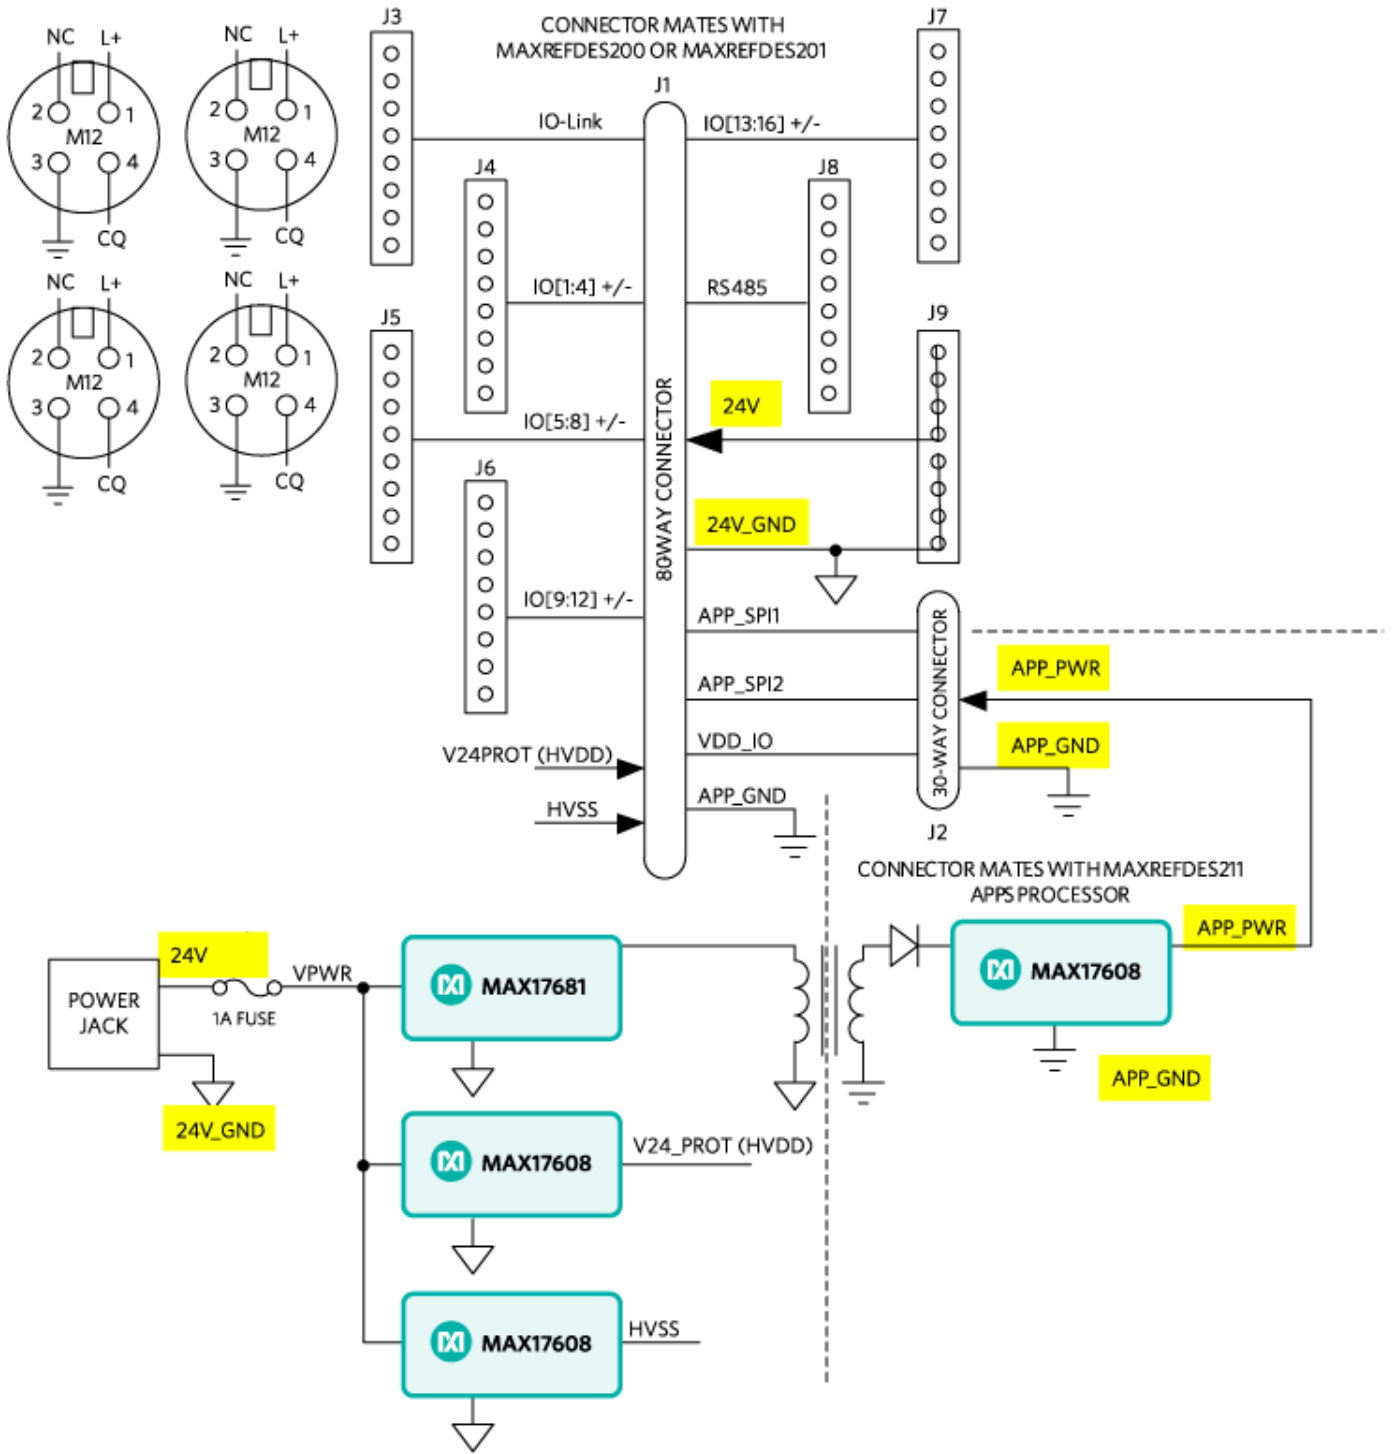 NC L+
2 1
M12
3 4
CQ
NC L+
2 1
M12
3 4
CQ
NC L+
2 1
M12
3 4
CQ
NC L+
2 1
M12
3 4
CQ
CONNECTOR MATES WITH
MAXREFDES200 OR MAXREFDES201
J1
80-WAY CONNECTOR
J3
IO-Link
J4
IO[1:4] +/-
J5
IO[5:8] +/-
J6
IO[9:12] +/-
V24PROT (HVDD)
HVSS
J7
IO[13:16] +/-
J8
RS485
J9
24V
24V_GND
APP_SPI1
APP_SPI2
VDD_IO
APP_GND
30-WAY CONNECTOR
J2
APP_PWR
APP_GND
CONNECTOR MATES WITH MAXREFDES211
APPS PROCESSOR
POWER
JACK
24V
1A FUSE
VPWR
24V_GND
MAX17681
MAX17608
APP_PWR
APP_GND
MAX17608
V24_PROT (HVDD)
MAX17608
HVSS